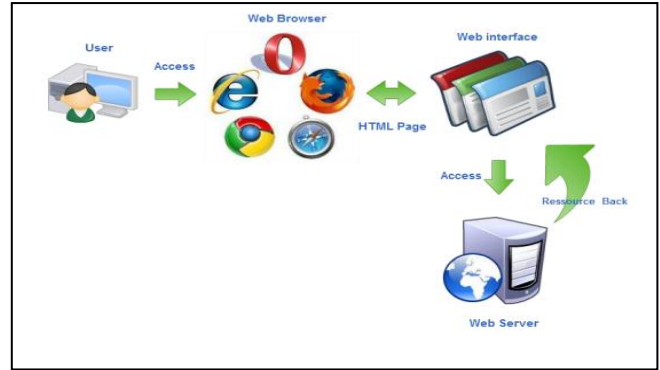 User
Access
Web Browser
HTML Page
Web interface
Access
Ressource Back
Web Server